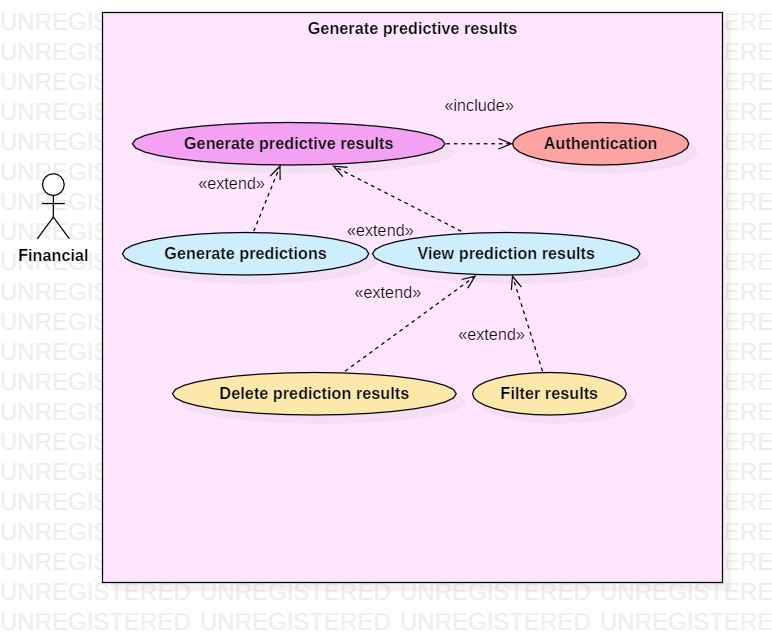 Generate predictive results
«include»
Generate predictive results
Authentication
«extend»
Financial
«extend»
Generate predictions
View prediction results
«extend»
«extend»
Delete prediction results
Filter results
UNREGISTERED UNREGISTERED UNREGISTERED UNREGISTERE
UNREGISTERED UNREGISTERED UNREGISTERED UNREGISTERE